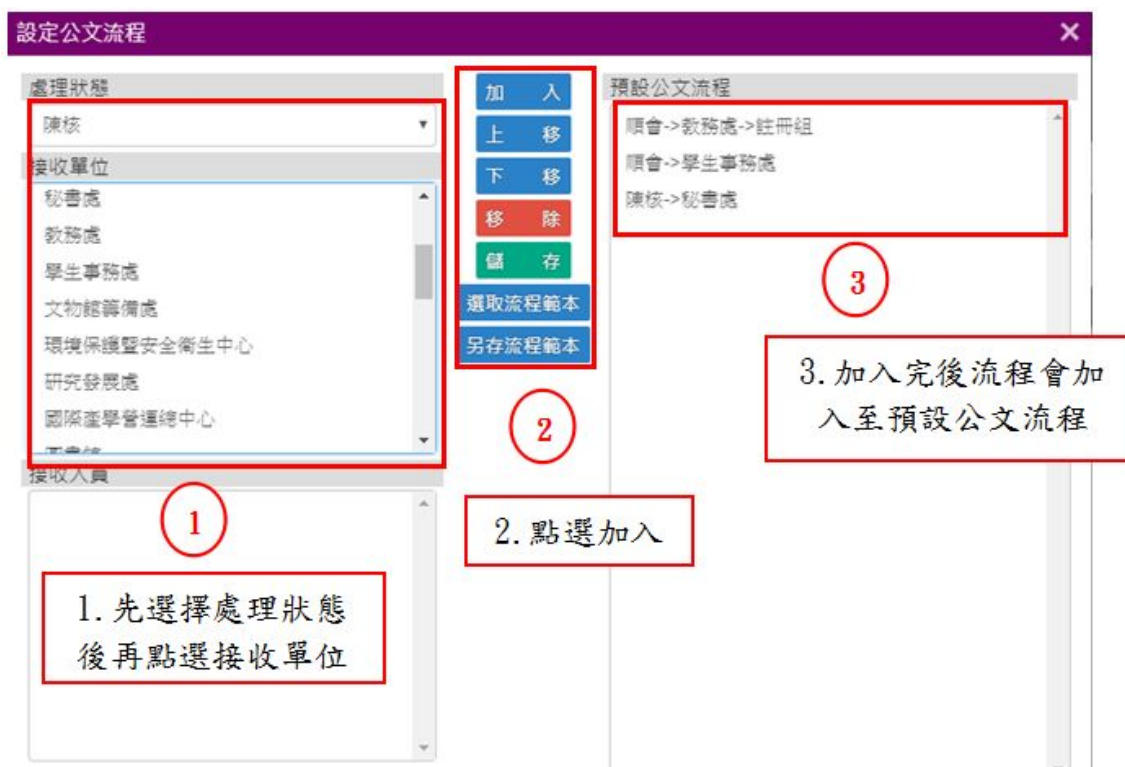 設定公文流程
處理狀態
陳核
接收單位
秘書處
教務處
學生事務處
文物館籌備處
環境保護暨安全衛生中心
研究發展處
國際產學營運總中心
圖書館
接收人員
1
1.先選擇處理狀態
後再點選接收單位
加 入
上 移
下 移
移 除
儲 存
選取流程範本
另存流程範本
2
2.點選加入
預設公文流程
順會->教務處->註冊組
順會->學生事務處
陳核->秘書處
3
3.加入完後流程會加
入至預設公文流程